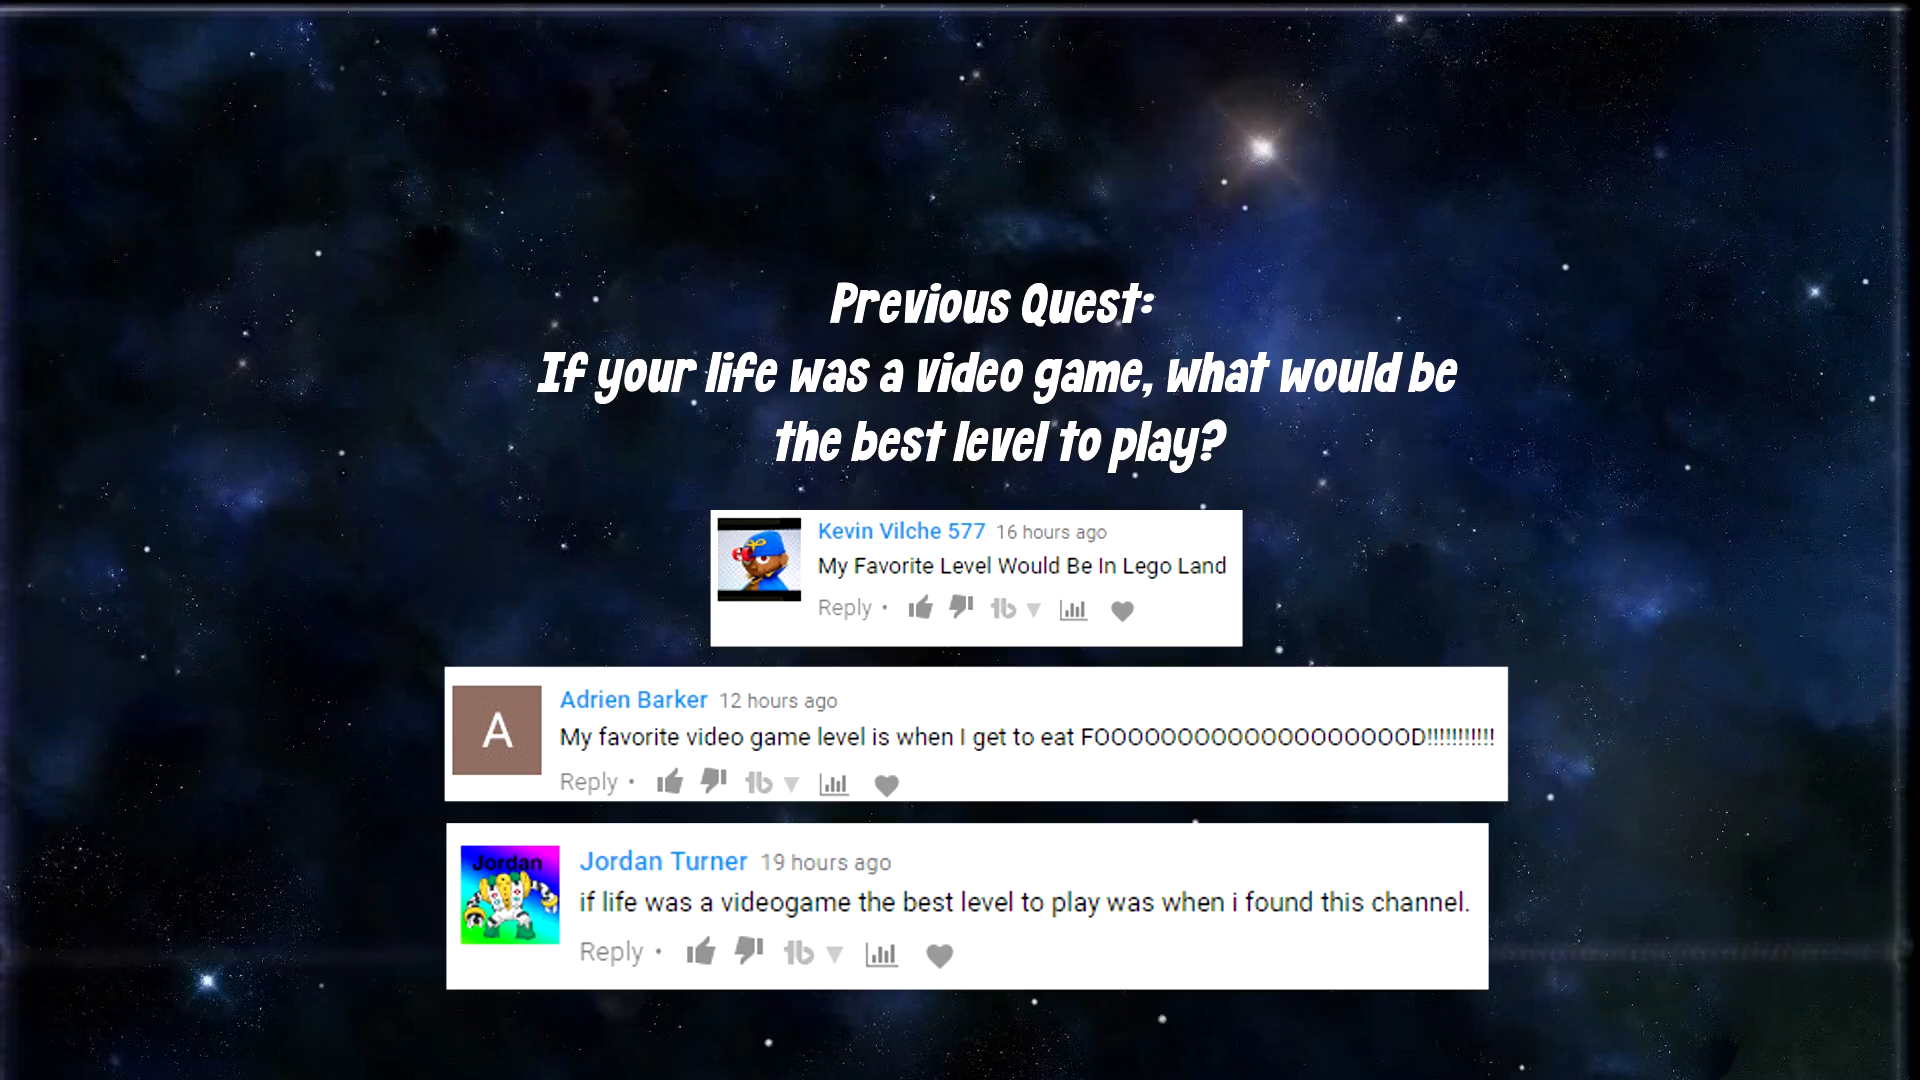 Previous Quest:
If your life was a video game, what would be
the best level to play?
Kevin Vilche 577 16 hours ago
My Favorite Level Would Be In Lego Land
Reply •
A
Adrien Barker 12 hours ago
My favorite video game level is when I get to eat FOOOOOOOOOOOOOOOOOOOD!!!!!!!!!!!
Reply •
Jordan
Jordan Turner 19 hours ago
if life was a videogame the best level to play was when i found this channel.
Reply •